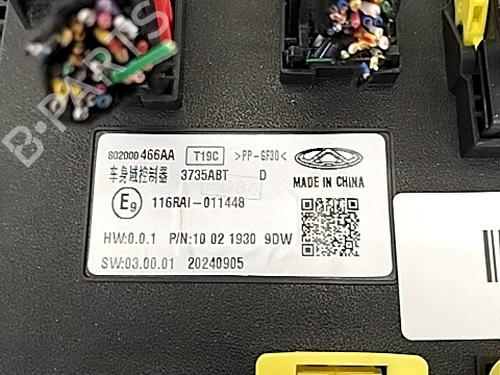 B-PARTS
802000466AA T19C >PP-GF30<
车身域控制器 3735ABT D MADE IN CHINA
E9 116RAI-011448
HW:0.0.1 P/N:10 02 1930 9DW
SW:03.00.01 20240905